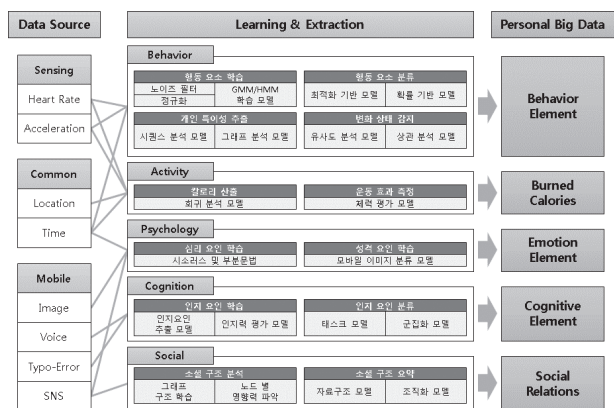 Data Source
Learning & Extraction
Personal Big Data
Sensing
Heart Rate
Acceleration
Common
Location
Time
Mobile
Image
Voice
Typo-Error
SNS
Behavior
행동 요소 학습
노이즈 필터
정규화
GMM/HMM
학습 모델
행동 요소 분류
최적화 기반 모델
확률 기반 모델
개인 특이성 추출
시퀀스 분석 모델
그래프 분석 모델
변화 상태 감지
유사도 분석 모델
상관 분석 모델
Activity
칼로리 산출
회귀 분석 모델
운동 효과 측정
체력 평가 모델
Psychology
심리 요인 학습
시소러스 및 부분문법
성격 요인 학습
모바일 이미지 분류 모델
Cognition
인지 요인 학습
인지요인
추출 모델
인지력 평가 모델
인지 요인 분류
태스크 모델
군집화 모델
Social
소셜 구조 분석
그래프
구조 학습
노드 별
영향력 파악
소셜 구조 요약
자료구조 모델
조직화 모델
Behavior
Element
Burned
Calories
Emotion
Element
Cognitive
Element
Social
Relations